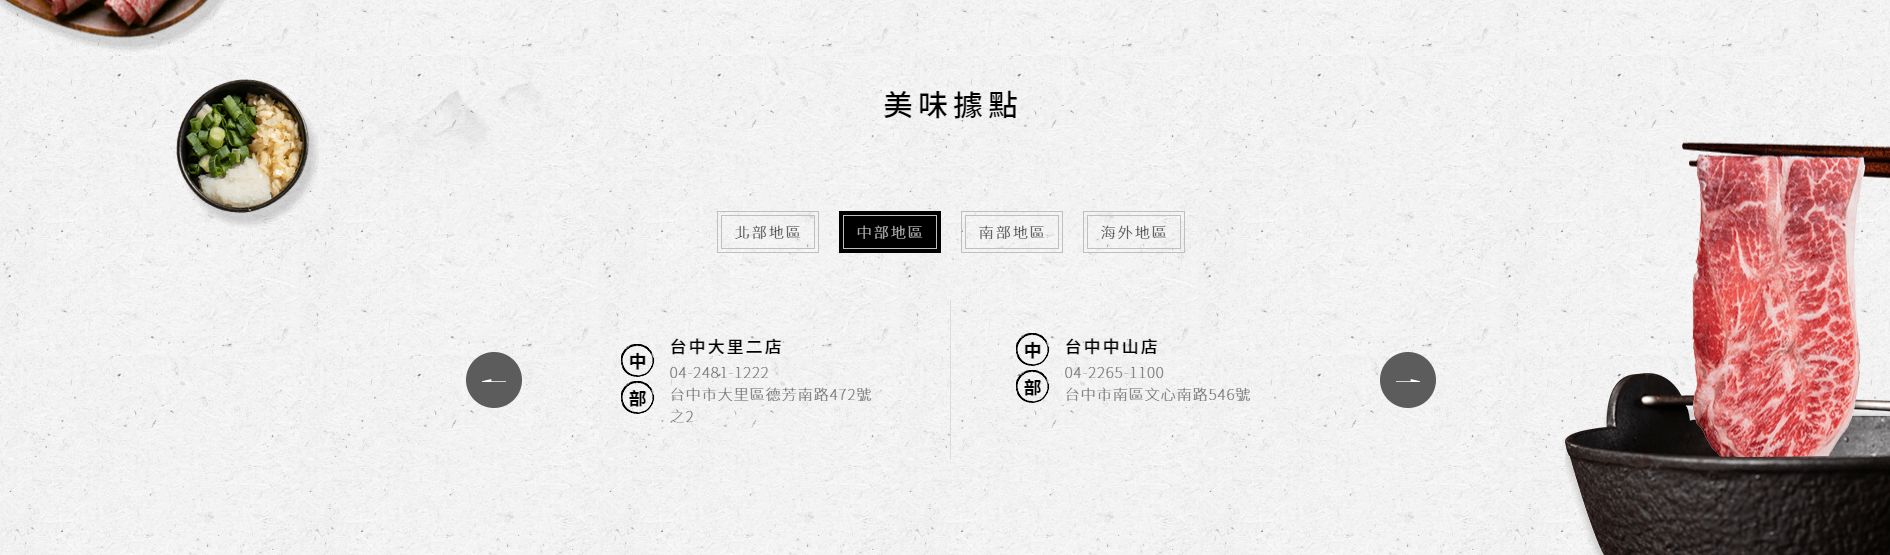 美味據點
北部地區
中部地區
南部地區
海外地區
中部
台中大里二店
04-2481-1222
台中市大里區德芳南路472號
之2
中部
台中中山店
04-2265-1100
台中市南區文心南路546號